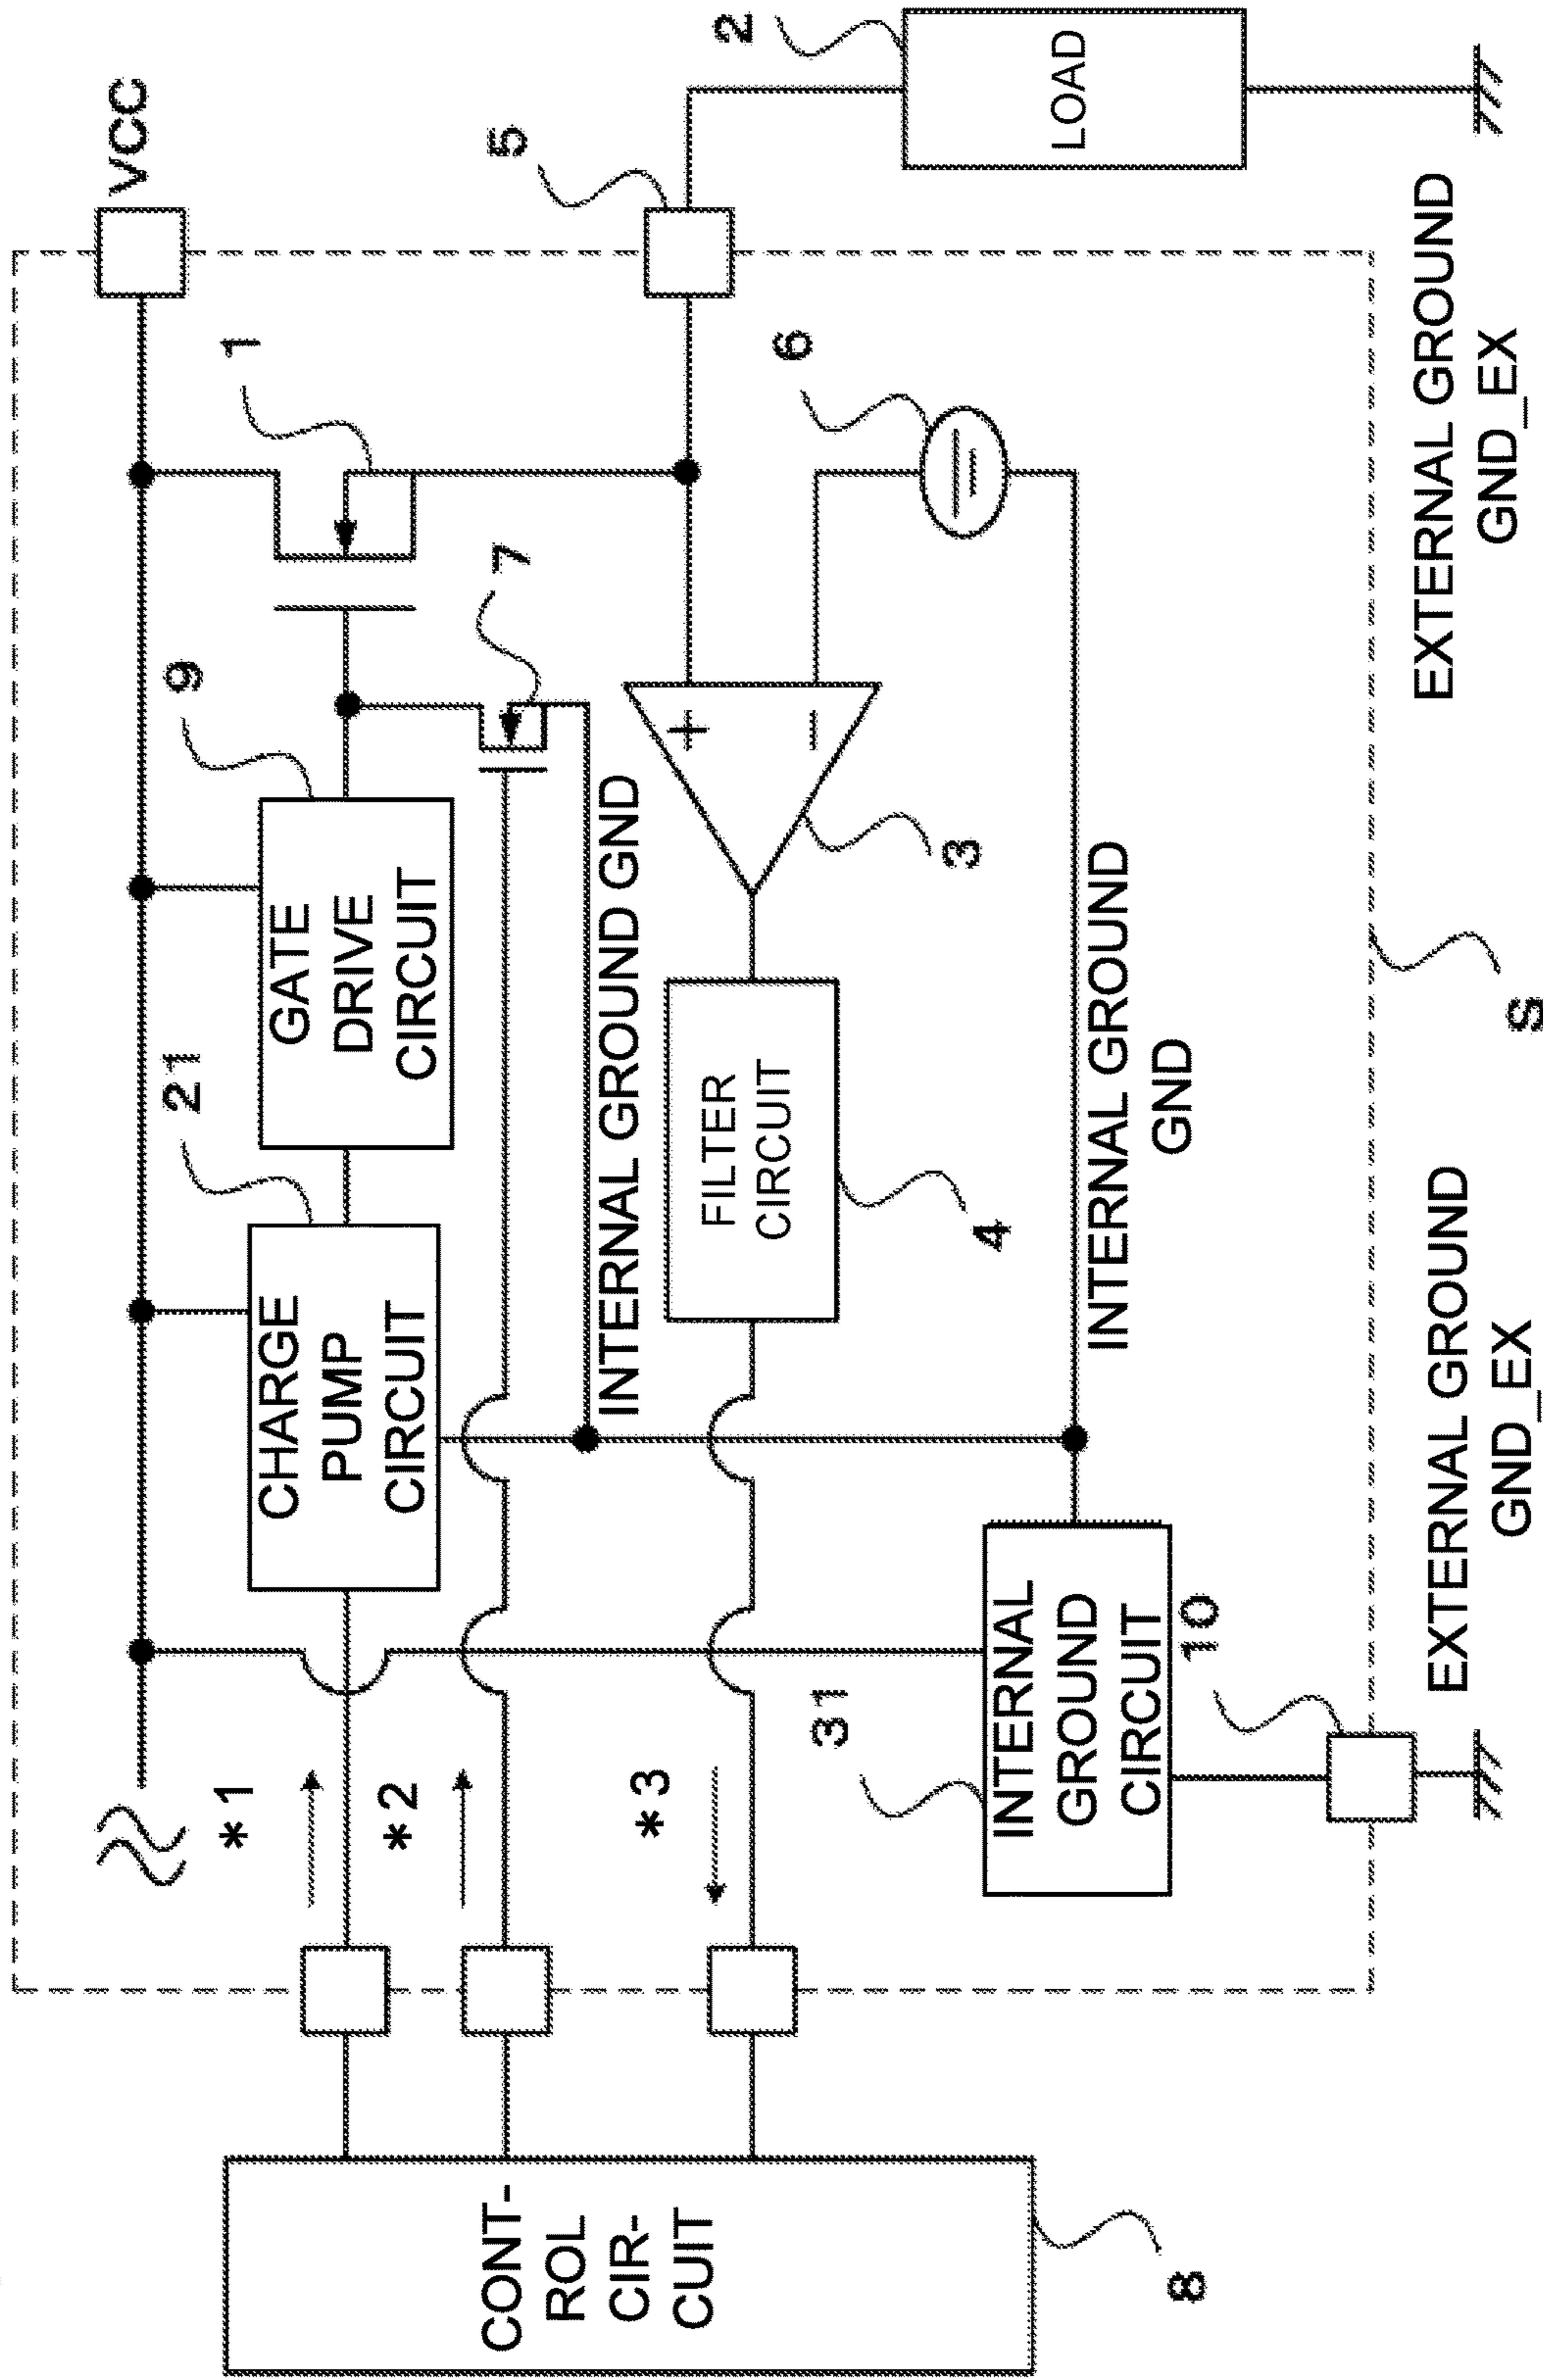 VCC
1
9
GATE
DRIVE
CIRCUIT
21
CHARGE
PUMP
CIRCUIT
*1
*2
*3
CONT-
ROL
CIR-
CUIT
8
7
INTERNAL GROUND GND
5
2
LOAD
6
+
−
3
FILTER
CIRCUIT
4
INTERNAL GROUND
GND
31
INTERNAL
GROUND
CIRCUIT
10
S
EXTERNAL GROUND
GND_EX
EXTERNAL GROUND
GND_EX